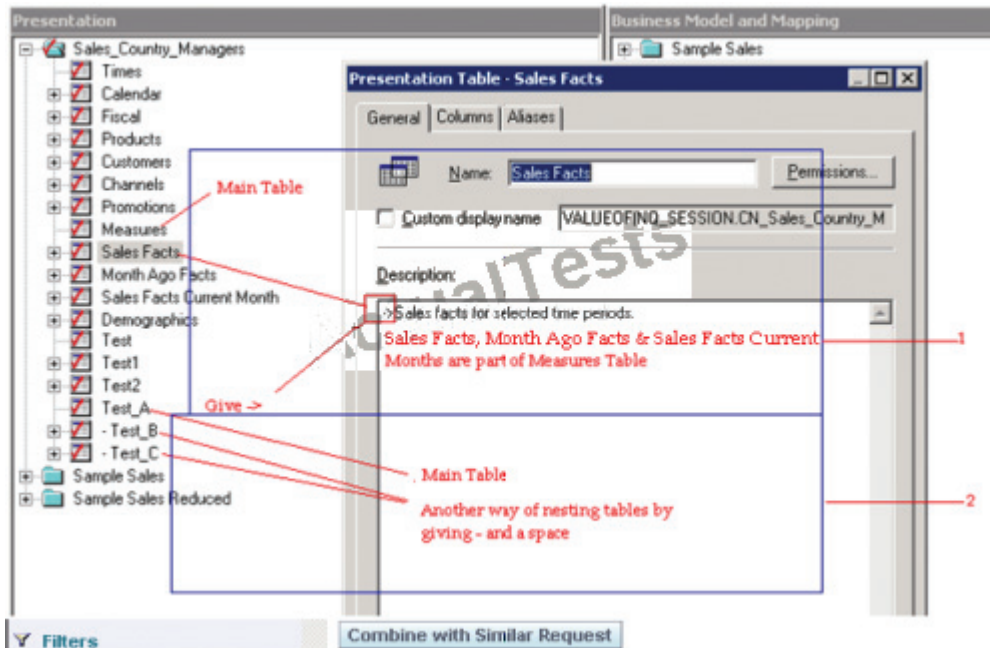 Presentation
Business Model and Mapping
Sales_Country_Managers
Sample Sales
Times
Calendar
Fiscal
Products
Customers
Channels
Promotions
Measures
Sales Facts
Month Ago Facts
Sales Facts Current Month
Demographics
Test
Test1
Test2
Test_A
- Test_B
- Test_C
Sample Sales
Sample Sales Reduced
Presentation Table - Sales Facts
General
Columns
Aliases
Name:
Sales Facts
Permissions...
Custom display name
VALUEOF(NQ_SESSION.CN_Sales_Country_M
Description:
->Sales facts for selected time periods.
Main Table
Sales Facts, Month Ago Facts & Sales Facts Current
Months are part of Measures Table
1
Give ->
Main Table
Another way of nesting tables by
giving - and a space
2
Filters
Combine with Similar Request